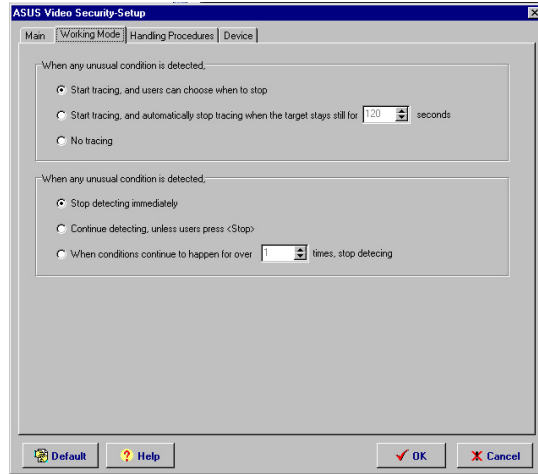 ASUS Video Security-Setup
Main Working Mode Handling Procedures Device
When any unusual condition is detected,
Start tracing, and users can choose when to stop
Start tracing, and automatically stop tracing when the target stays still for 120 seconds
No tracing
When any unusual condition is detected,
Stop detecting immediately
Continue detecting, unless users press <Stop>
When conditions continue to happen for over 1 times, stop detecing
Default ? Help OK Cancel